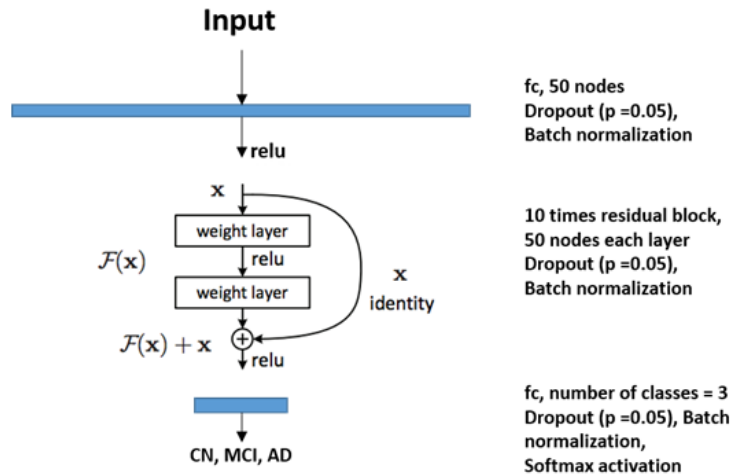 Input
fc, 50 nodes
Dropout (p =0.05),
Batch normalization
relu
x
weight layer
relu
F(x)
weight layer
x
identity
F(x) + x
relu
10 times residual block,
50 nodes each layer
Dropout (p =0.05),
Batch normalization
fc, number of classes = 3
Dropout (p =0.05), Batch
normalization,
Softmax activation
CN, MCI, AD